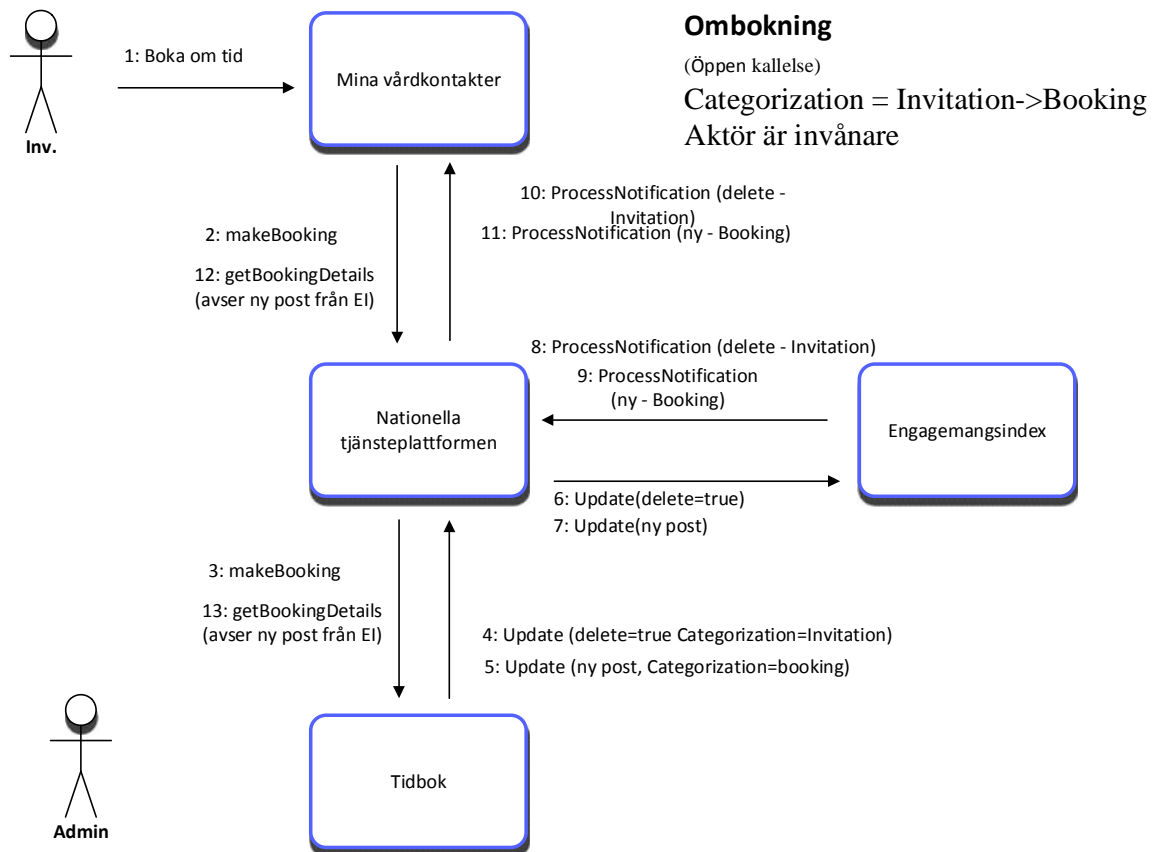 Ombokning
(Öppen kallelse)
Categorization = Invitation->Booking
Aktör är invånare
Inv.
1: Boka om tid
Mina vårdkontakter
10: ProcessNotification (delete -
Invitation)
11: ProcessNotification (ny - Booking)
2: makeBooking
12: getBookingDetails
(avser ny post från EI)
8: ProcessNotification (delete - Invitation)
9: ProcessNotification
(ny - Booking)
Nationella
tjänsteplattformen
Engagemangsindex
6: Update(delete=true)
7: Update(ny post)
3: makeBooking
13: getBookingDetails
(avser ny post från EI)
4: Update (delete=true Categorization=Invitation)
5: Update (ny post, Categorization=booking)
Tidbok
Admin